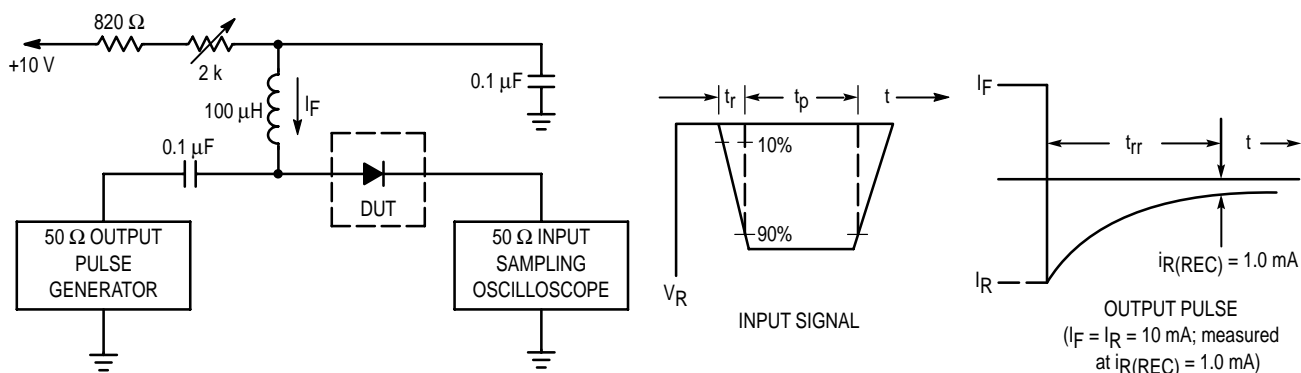 820 Ω
+10 V
2 k
100 µH
IF
0.1 µF
0.1 µF
DUT
50 Ω OUTPUT
PULSE
GENERATOR
50 Ω INPUT
SAMPLING
OSCILLOSCOPE
tr
tp
t
10%
90%
VR
INPUT SIGNAL
IF
trr
t
iR(REC) = 1.0 mA
IR
OUTPUT PULSE
(IF = IR = 10 mA; measured
at iR(REC) = 1.0 mA)